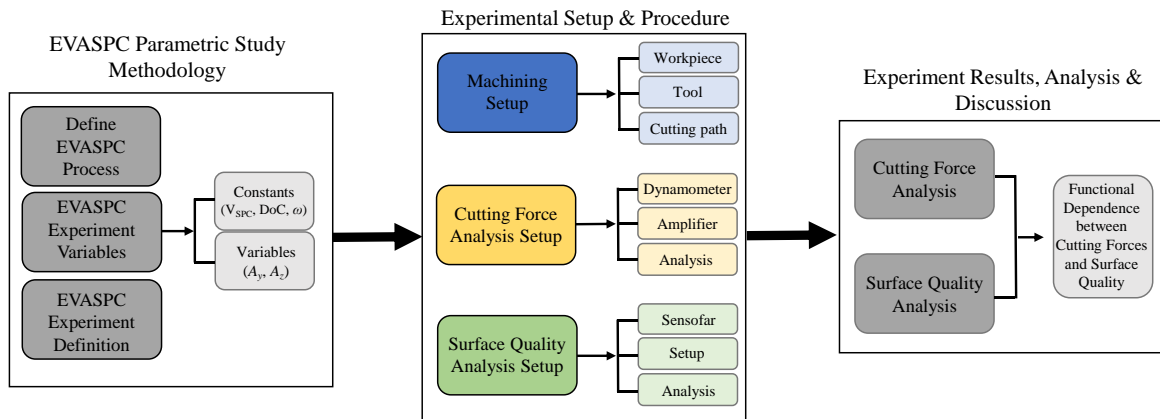 EVASPC Parametric Study
Methodology
Define
EVASPC
Process
EVASPC
Experiment
Variables
EVASPC
Experiment
Definition
Constants
(V_SPC, DoC, ω)
Variables
(A_y, A_z)
Experimental Setup & Procedure
Machining
Setup
Workpiece
Tool
Cutting path
Cutting Force
Analysis Setup
Dynamometer
Amplifier
Analysis
Surface Quality
Analysis Setup
Sensofar
Setup
Analysis
Experiment Results, Analysis &
Discussion
Cutting Force
Analysis
Surface Quality
Analysis
Functional
Dependence
between
Cutting Forces
and Surface
Quality